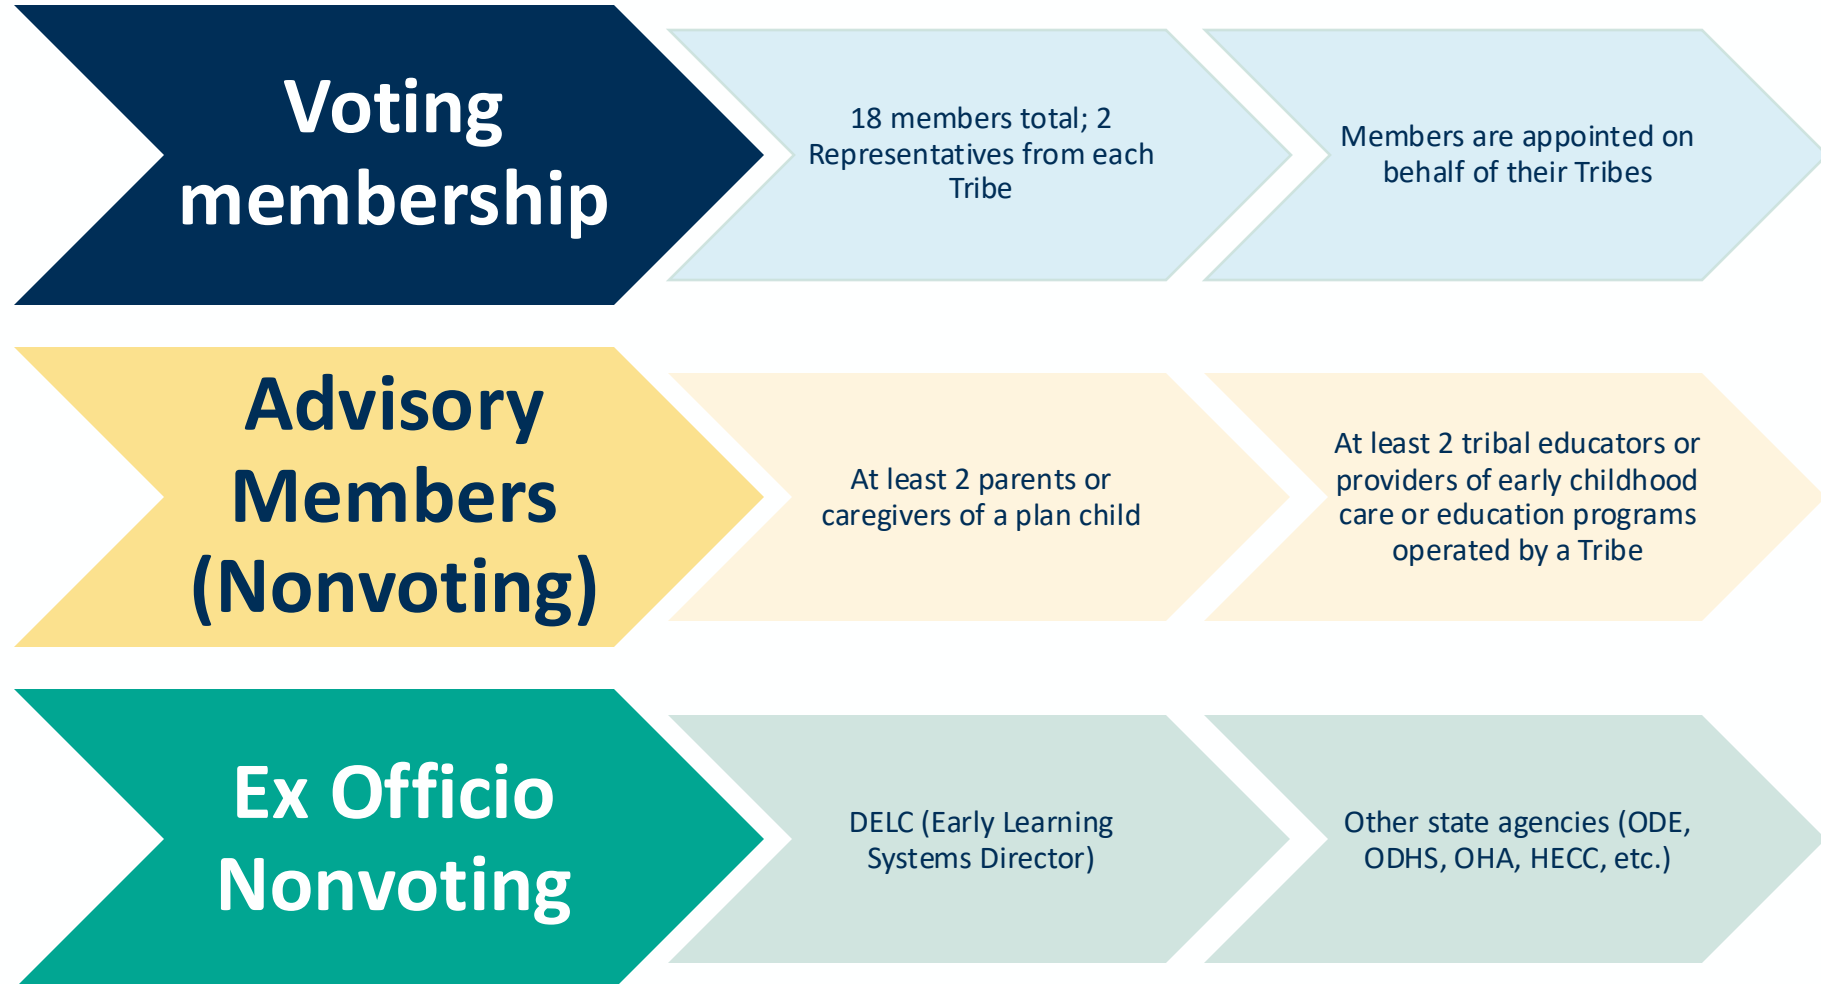 Voting
membership
18 members total; 2
Representatives from each
Tribe
Members are appointed on
behalf of their Tribes
Advisory
Members
(Nonvoting)
At least 2 parents or
caregivers of a plan child
At least 2 tribal educators or
providers of early childhood
care or education programs
operated by a Tribe
Ex Officio
Nonvoting
DELC (Early Learning
Systems Director)
Other state agencies (ODE,
ODHS, OHA, HECC, etc.)